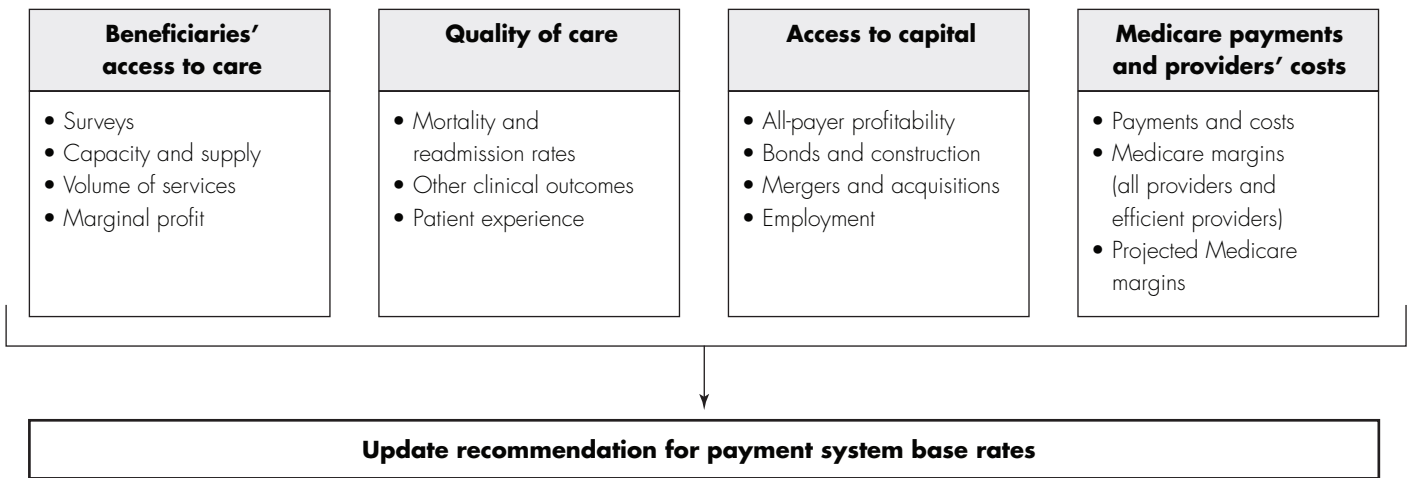 Beneficiaries’
access to care
• Surveys
• Capacity and supply
• Volume of services
• Marginal profit
Quality of care
• Mortality and
readmission rates
• Other clinical outcomes
• Patient experience
Access to capital
• All-payer profitability
• Bonds and construction
• Mergers and acquisitions
• Employment
Medicare payments
and providers’ costs
• Payments and costs
• Medicare margins
(all providers and
efficient providers)
• Projected Medicare
margins
Update recommendation for payment system base rates